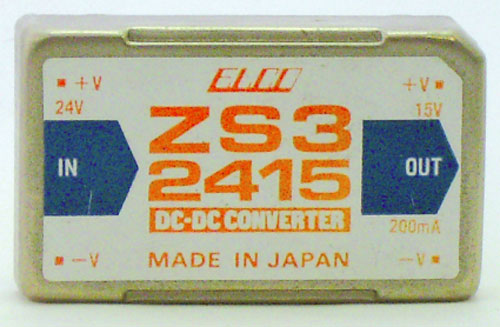 ELCO
+V +V
24V 15V
ZS3
IN 2415 OUT
DC-DC CONVERTER
200mA
-V MADE IN JAPAN -V